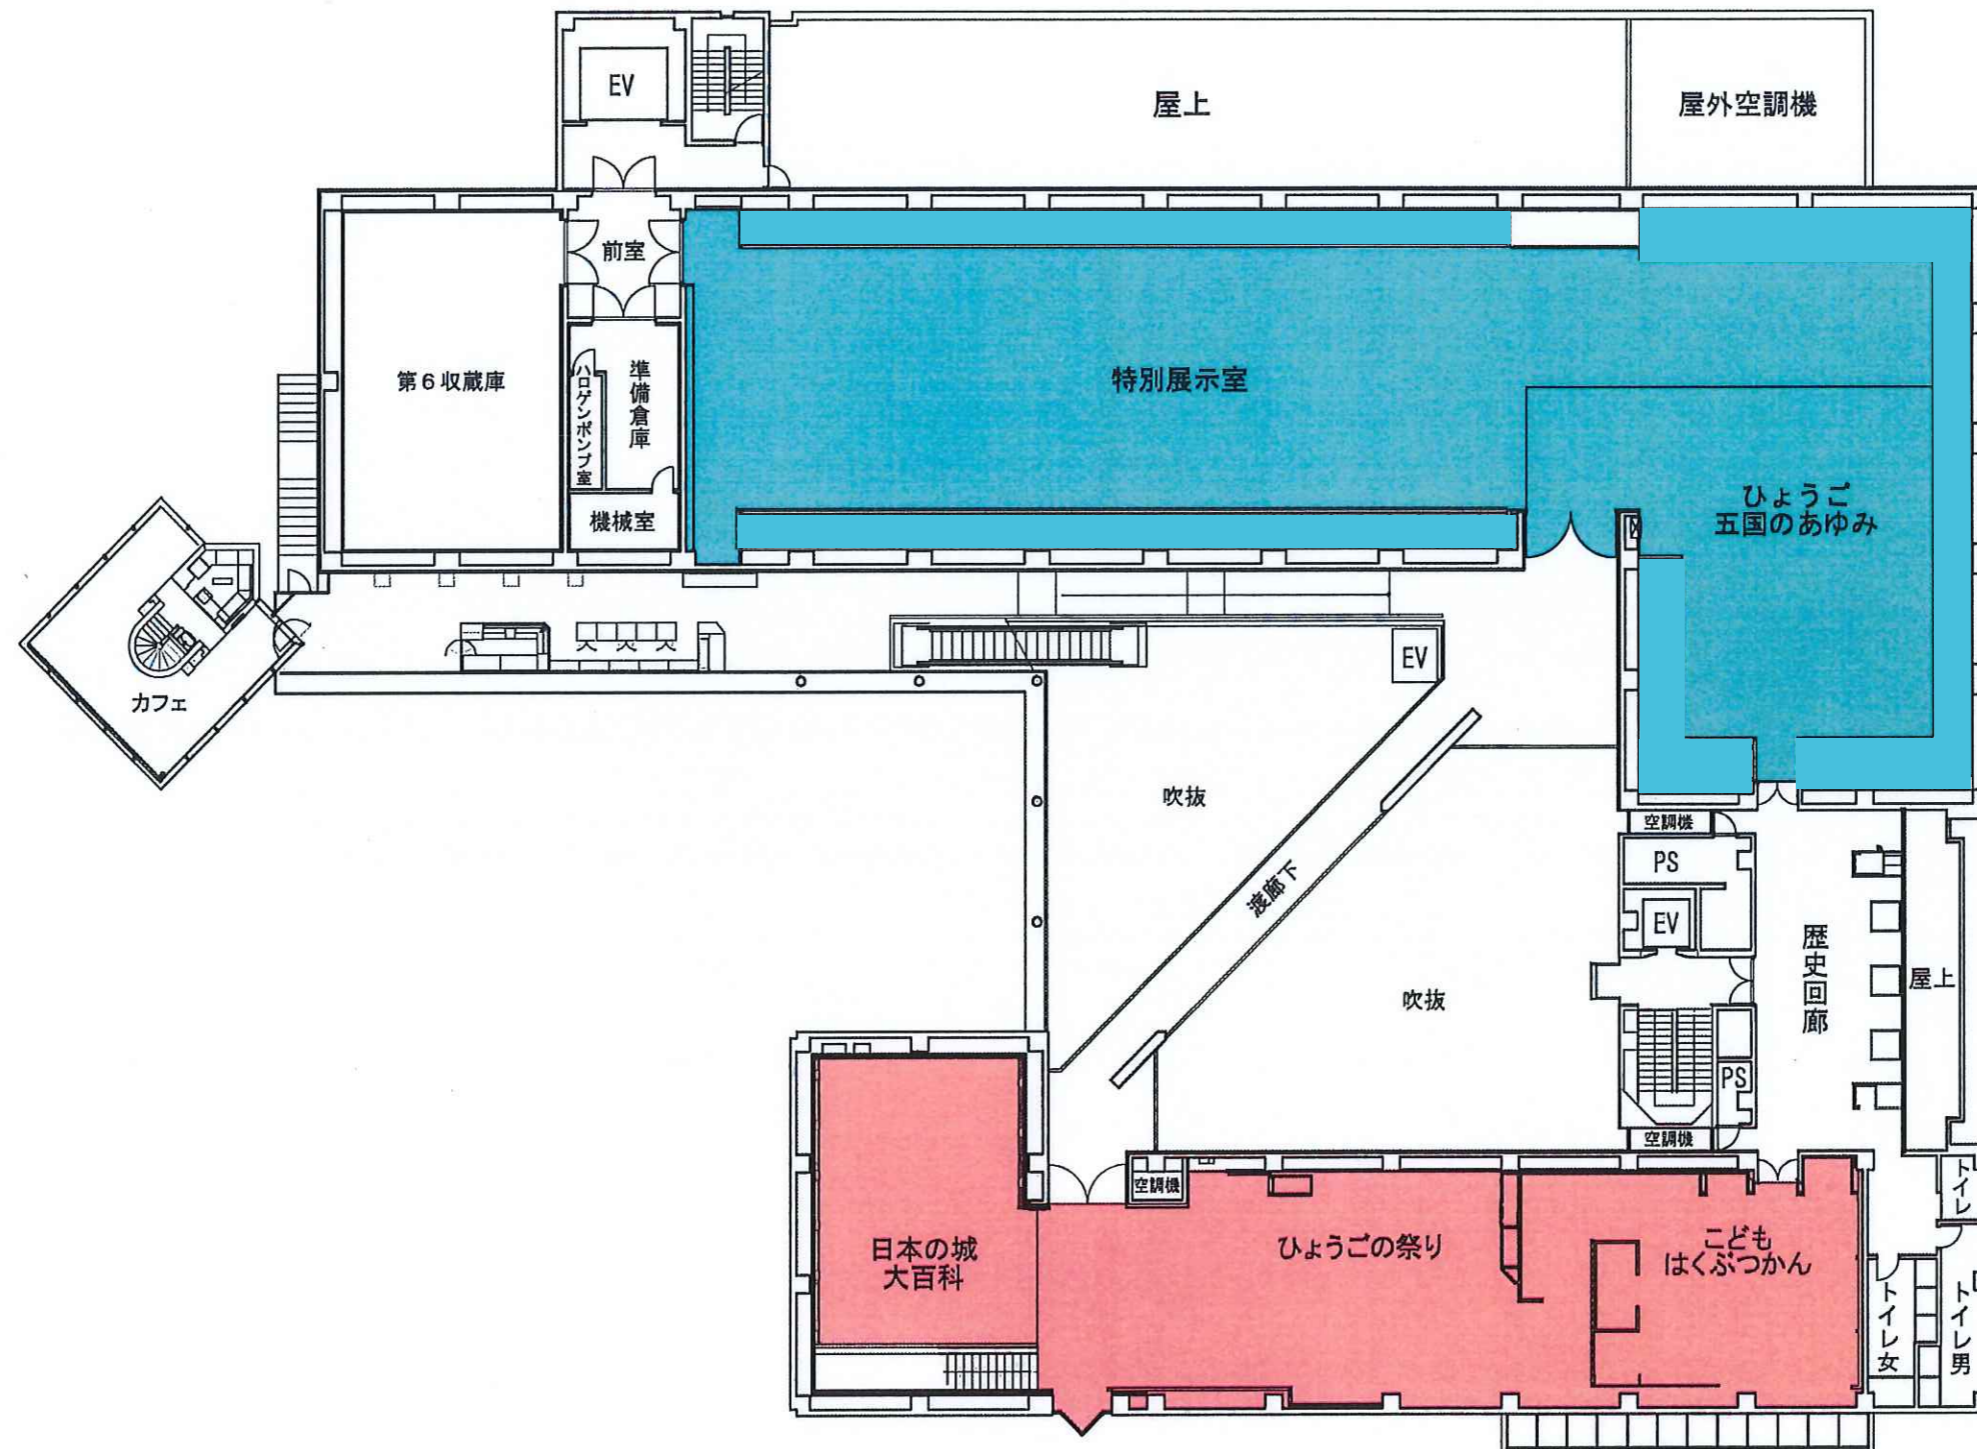 EV
屋上
屋外空調機
前室
第6収蔵庫
ハロゲンボンブ室
準備倉庫
機械室
特別展示室
ひょうご
五国のあゆみ
カフェ
EV
吹抜
渡廊下
吹抜
空調機
PS
EV
歴史回廊
屋上
PS
空調機
空調機
日本の城
大百科
ひょうごの祭り
こども
はくぶつかん
トイレ
トイレ女
トイレ男